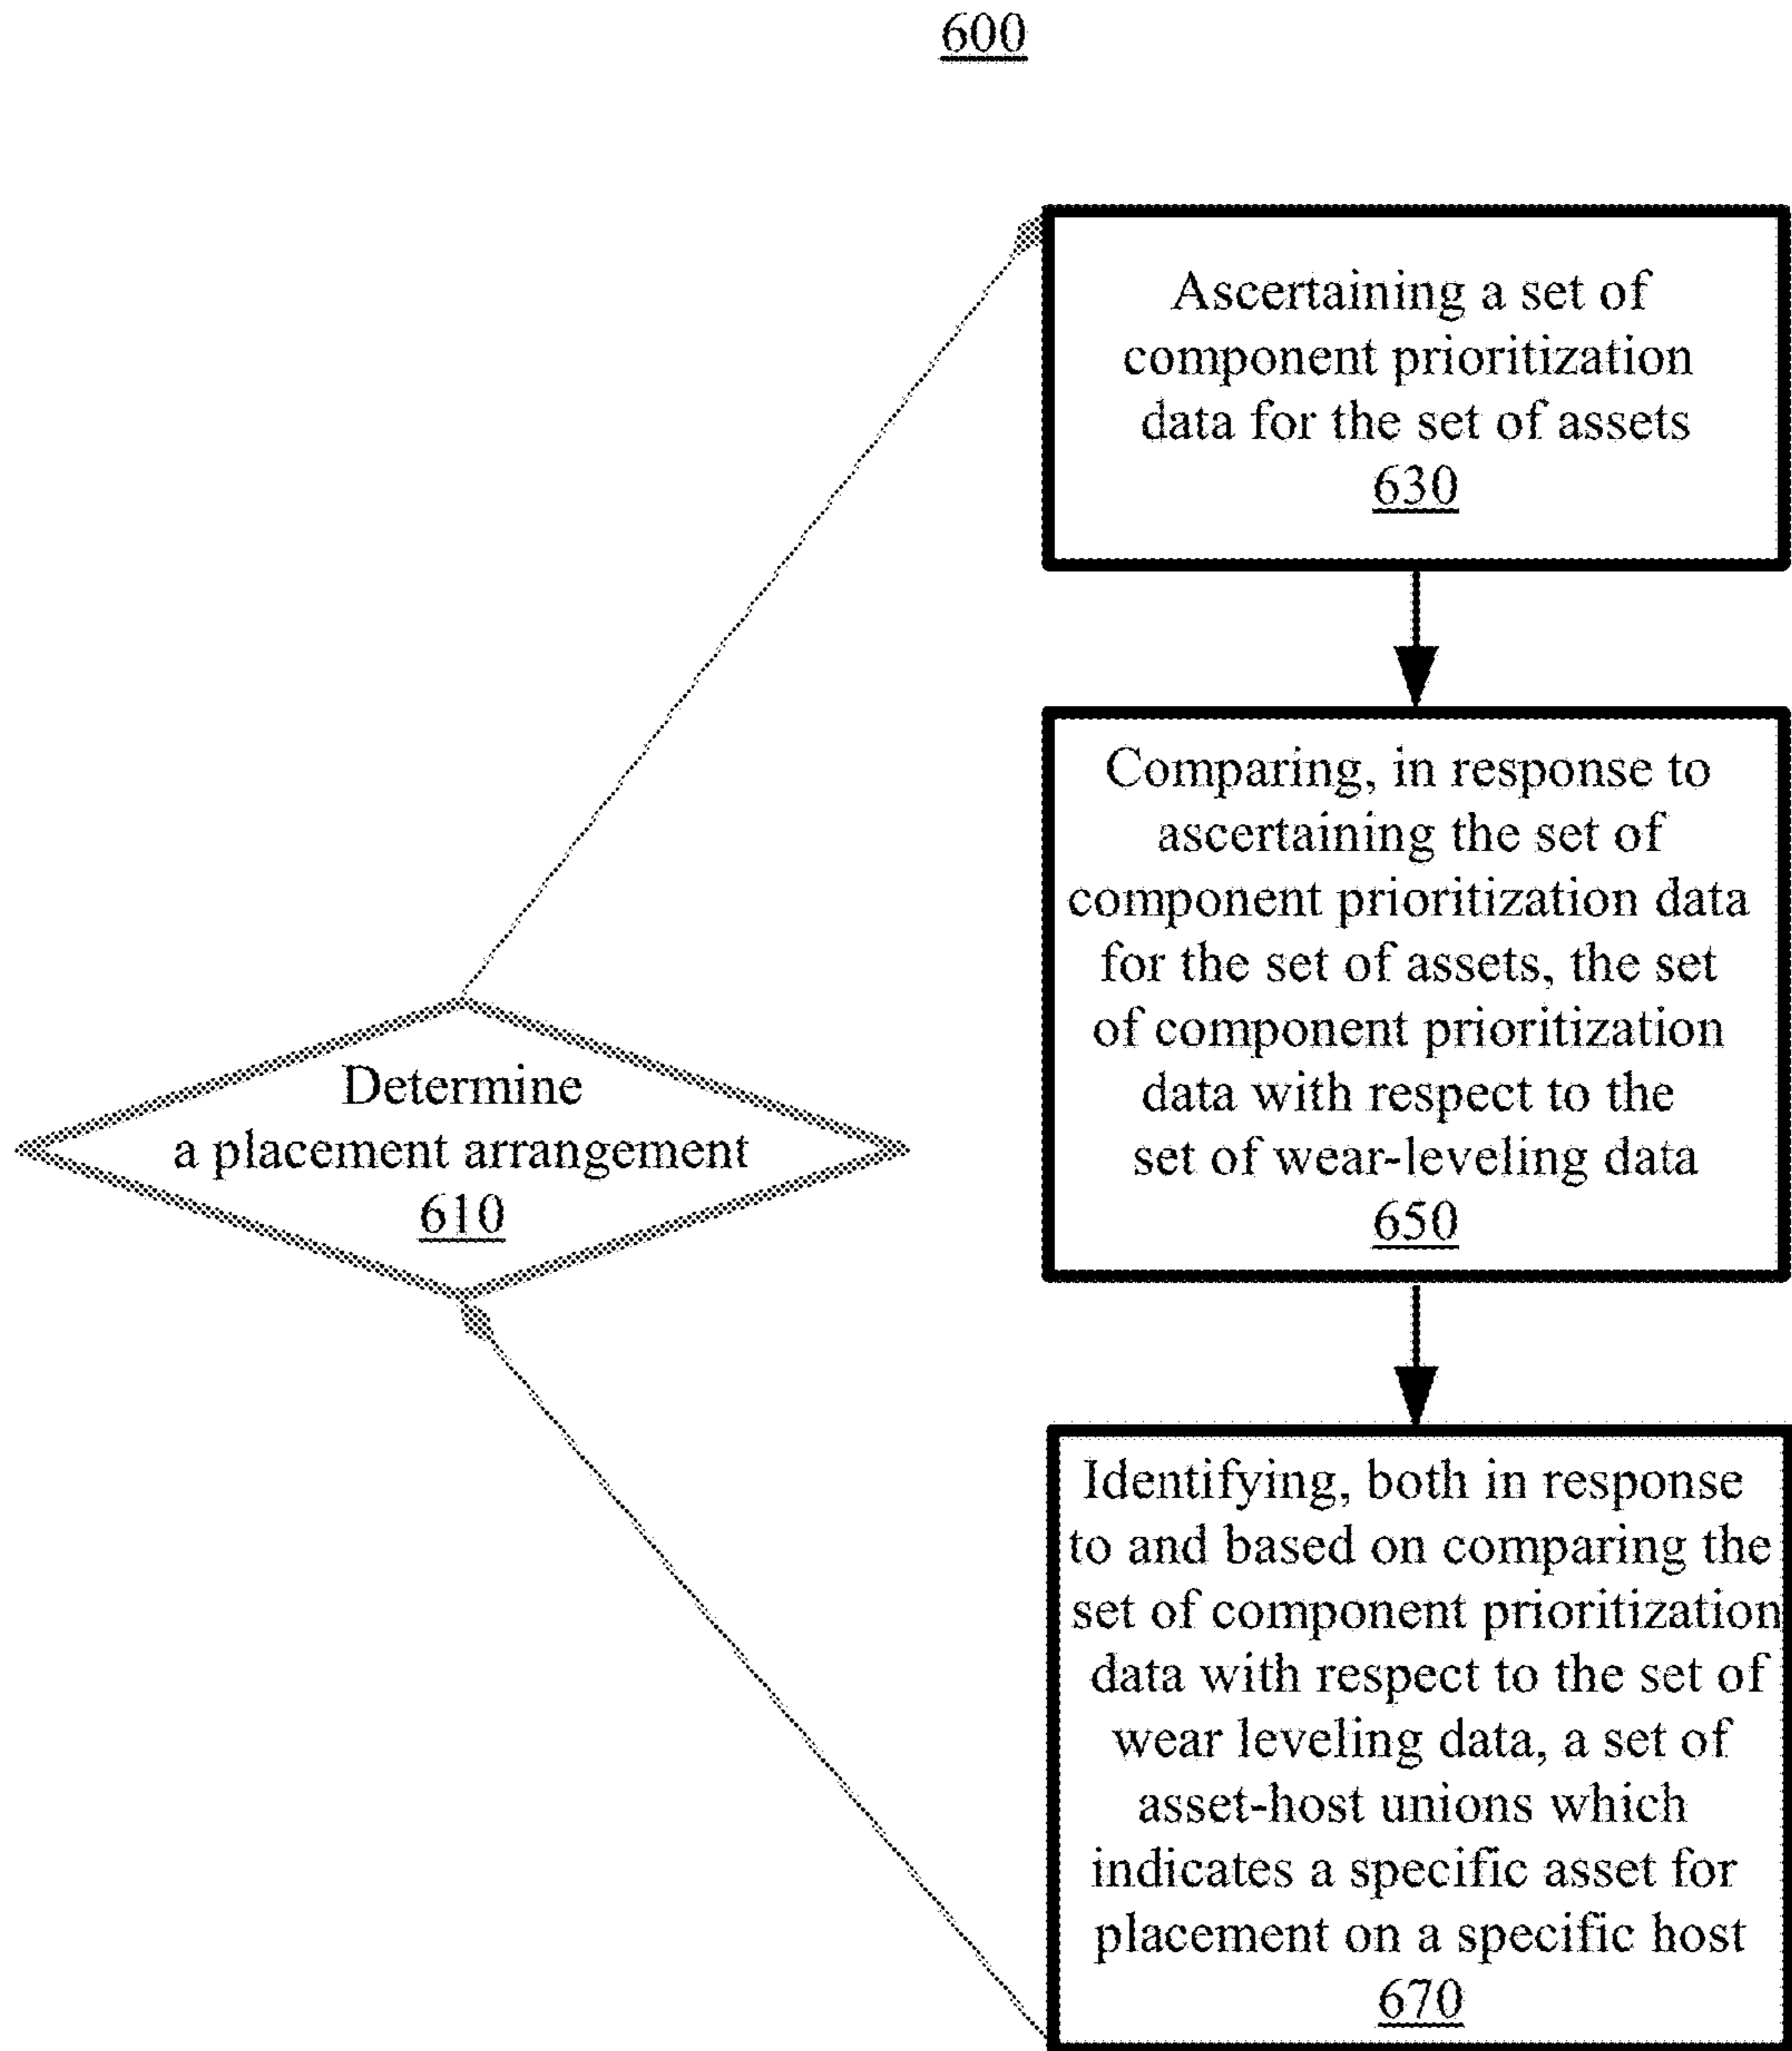 600
Ascertaining a set of
component prioritization
data for the set of assets
630
Comparing, in response to
ascertaining the set of
component prioritization data
for the set of assets, the set
of component prioritization
data with respect to the
set of wear-leveling data
650
Determine
a placement arrangement
610
Identifying, both in response
to and based on comparing the
set of component prioritization
data with respect to the set of
wear leveling data, a set of
asset-host unions which
indicates a specific asset for
placement on a specific host
670